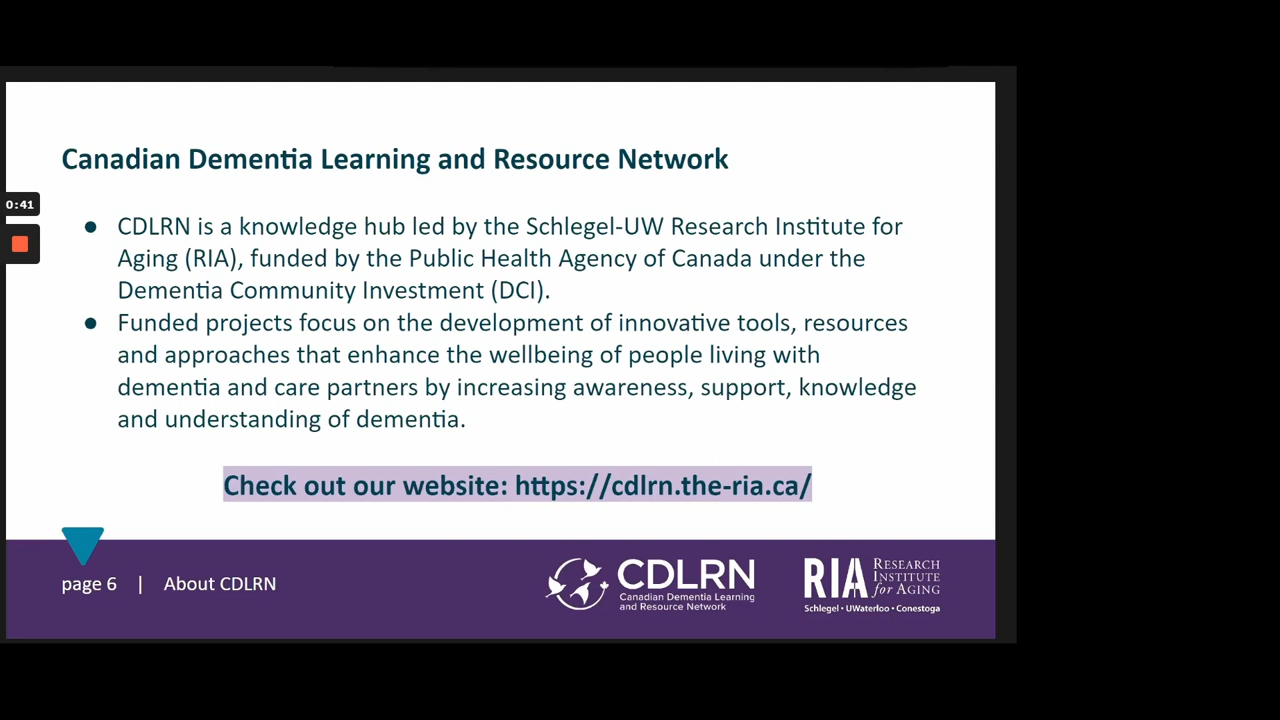 Canadian Dementia Learning and Resource Network
0:41
● CDLRN is a knowledge hub led by the Schlegel-UW Research Institute for
Aging (RIA), funded by the Public Health Agency of Canada under the
Dementia Community Investment (DCI).
● Funded projects focus on the development of innovative tools, resources
and approaches that enhance the wellbeing of people living with
dementia and care partners by increasing awareness, support, knowledge
and understanding of dementia.
Check out our website: https://cdlrn.the-ria.ca/
page 6 | About CDLRN
CDLRN
Canadian Dementia Learning
and Resource Network
RIA
RESEARCH
INSTITUTE
for AGING
Schlegel • UWaterloo • Conestoga